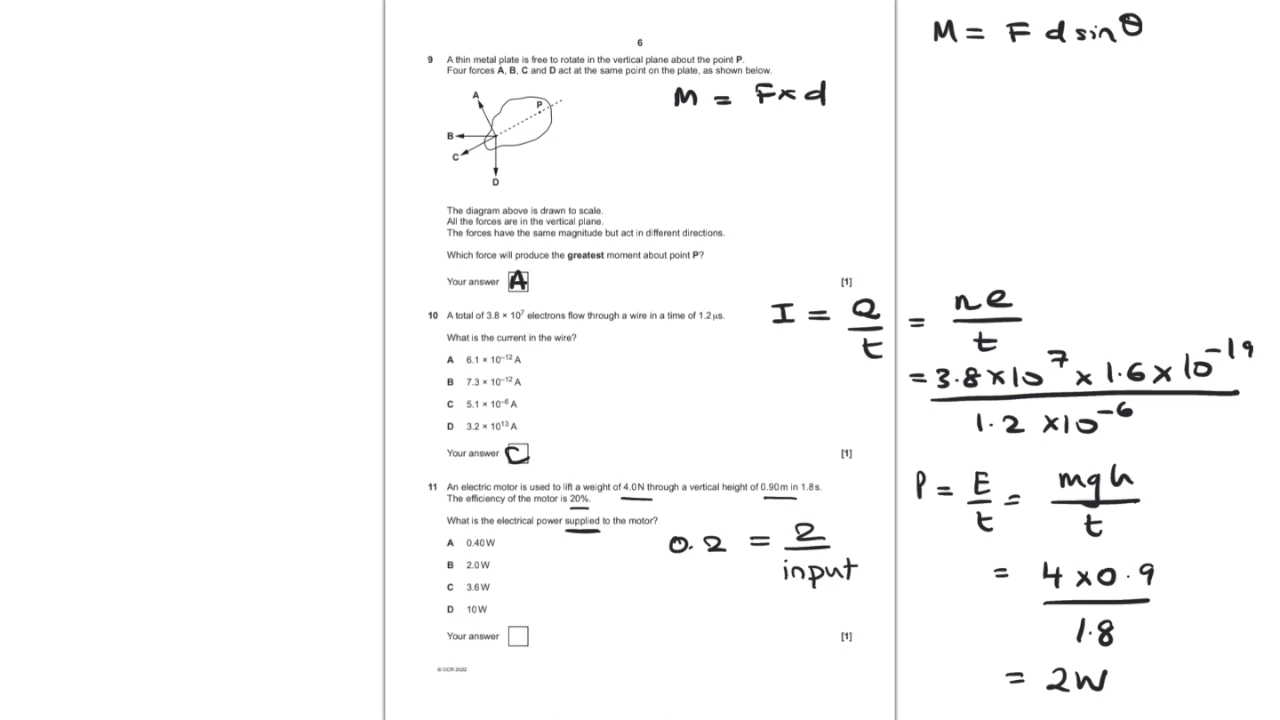 6
M = F d sin θ
9 A thin metal plate is free to rotate in the vertical plane about the point P.
Four forces A, B, C and D act at the same point on the plate, as shown below.
M = F × d
A
P
B
C
D
The diagram above is drawn to scale.
All the forces are in the vertical plane.
The forces have the same magnitude but act in different directions.
Which force will produce the greatest moment about point P?
Your answer A [1]
10 A total of 3.8 × 10⁷ electrons flow through a wire in a time of 1.2 μs.
What is the current in the wire?
A 6.1 × 10⁻¹² A
B 7.3 × 10⁻¹² A
C 5.1 × 10⁻⁶ A
D 3.2 × 10¹³ A
Your answer C [1]
I = Q/t = ne/t
= 3.8 × 10⁷ × 1.6 × 10⁻¹⁹
1.2 × 10⁻⁶
11 An electric motor is used to lift a weight of 4.0 N through a vertical height of 0.90 m in 1.8 s.
The efficiency of the motor is 20%.
What is the electrical power supplied to the motor?
A 0.40 W
B 2.0 W
C 3.6 W
D 10 W
Your answer [1]
0.2 = 2/input
P = E/t = mgh/t
= 4 × 0.9
1.8
= 2W
© OCR 2022